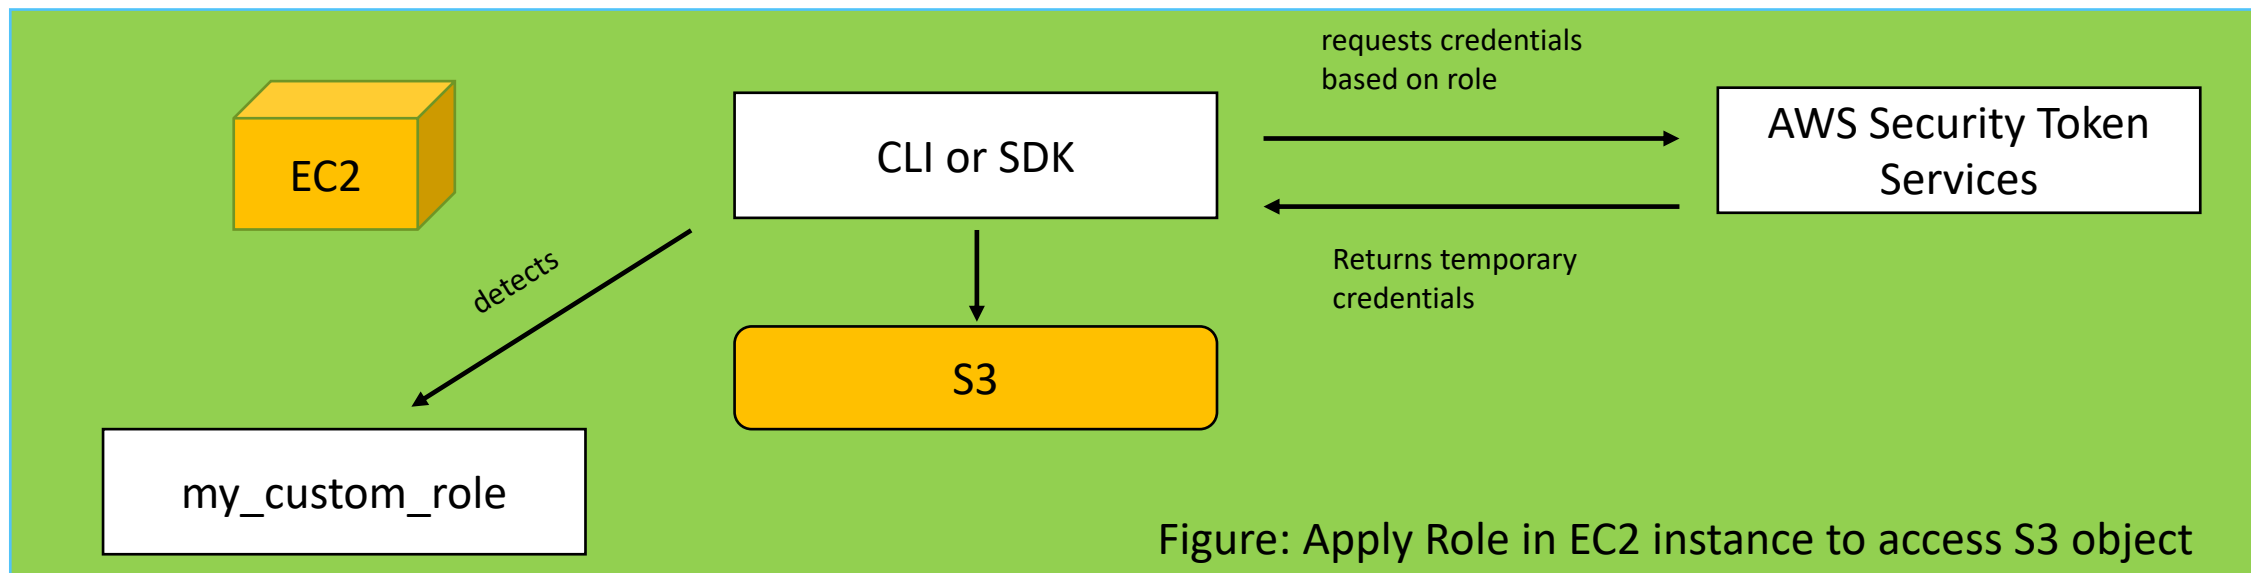 requests credentials
based on role
EC2
CLI or SDK
AWS Security Token
Services
detects
Returns temporary
credentials
S3
my_custom_role
Figure: Apply Role in EC2 instance to access S3 object